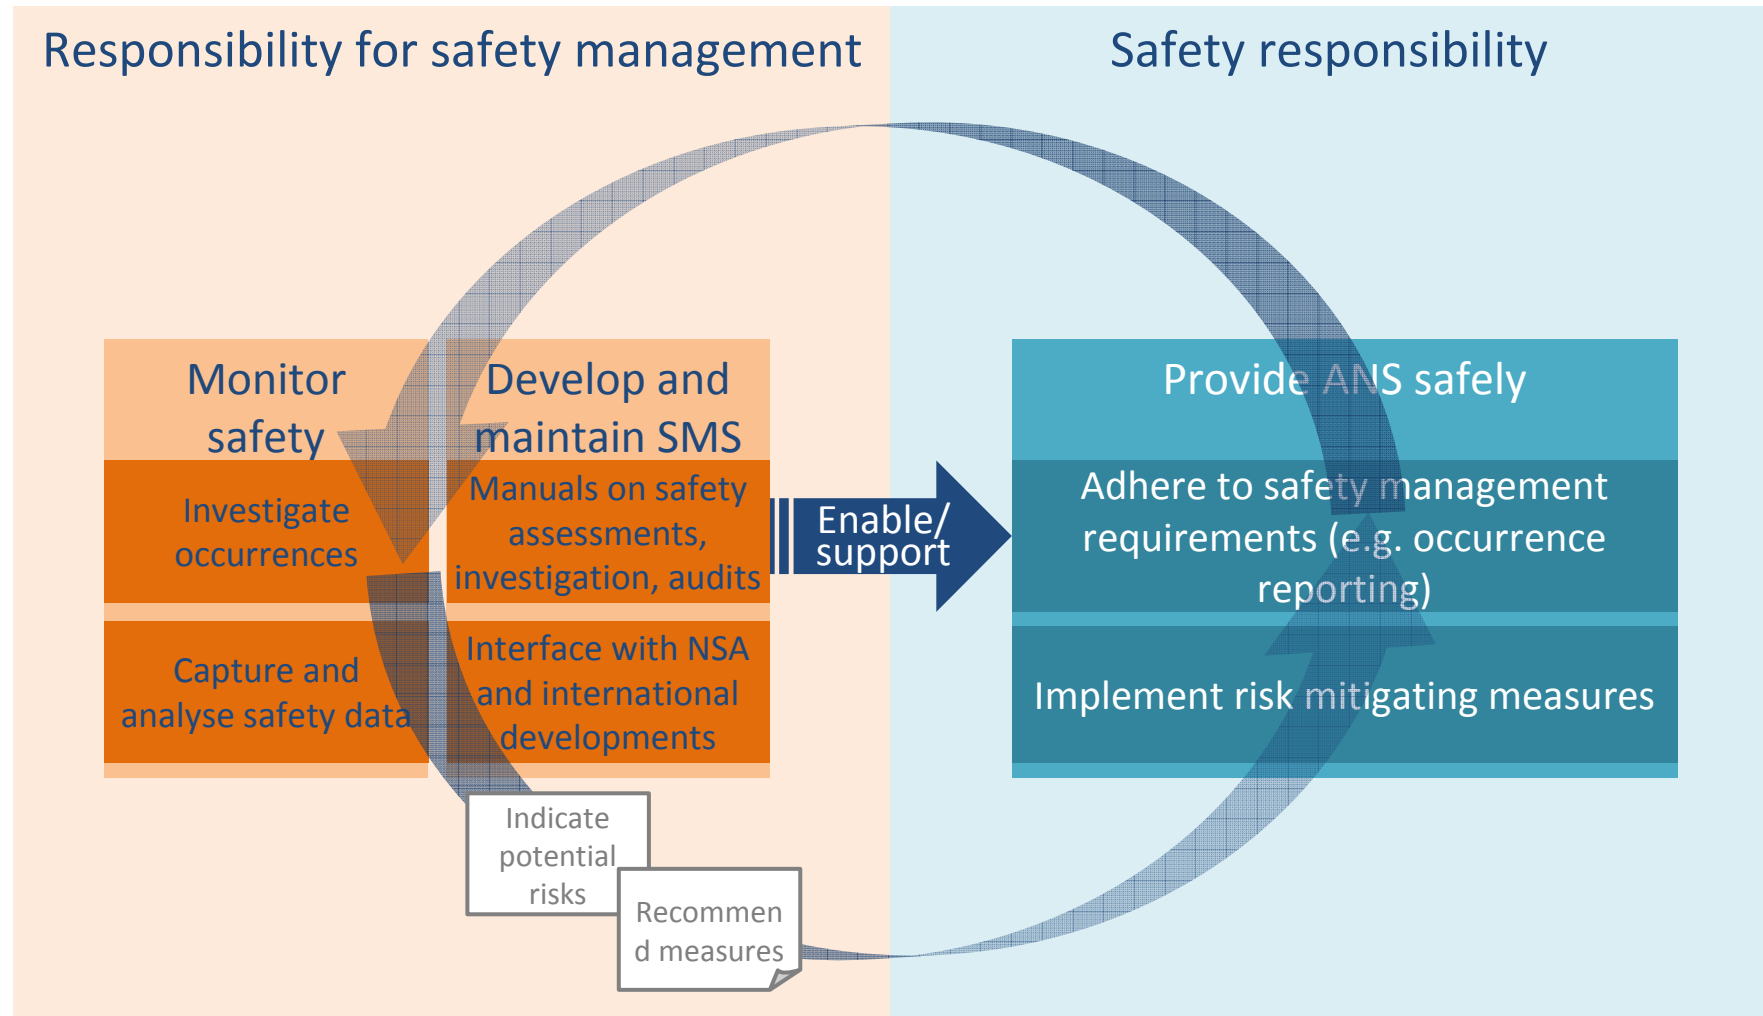 Responsibility for safety management
Safety responsibility
Monitor
safety
Develop and
maintain SMS
Provide ANS safely
Investigate
occurrences
Manuals on safety
assessments,
investigation, audits
Enable/
support
Adhere to safety management
requirements (e.g. occurrence
reporting)
Capture and
analyse safety data
Interface with NSA
and international
developments
Implement risk mitigating measures
Indicate
potential
risks
Recommen
d measures